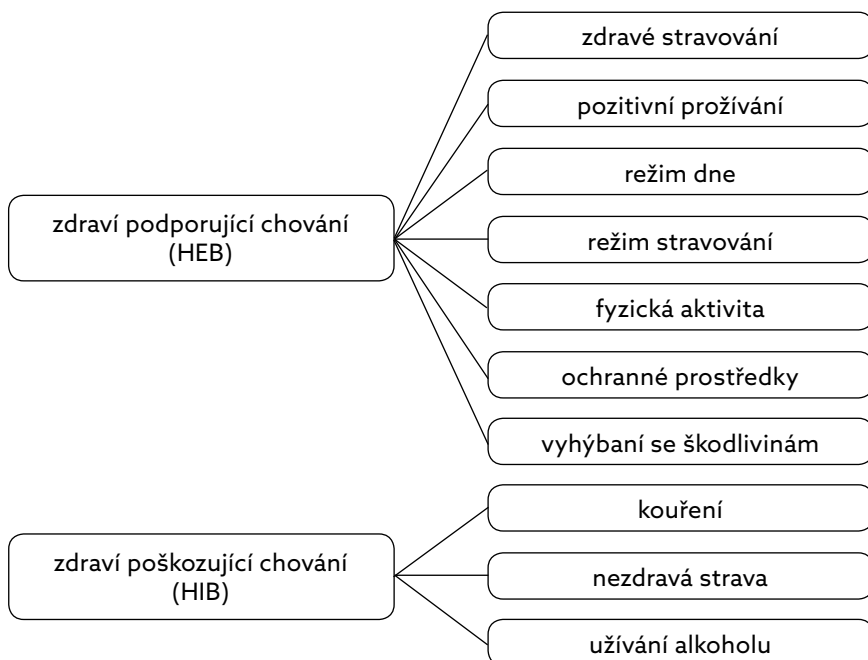 zdraví podporující chování
(HEB)
zdravé stravování
pozitivní prožívání
režim dne
režim stravování
fyzická aktivita
ochranné prostředky
vyhýbaní se škodlivinám
zdraví poškozující chování
(HIB)
kouření
nezdravá strava
užívání alkoholu